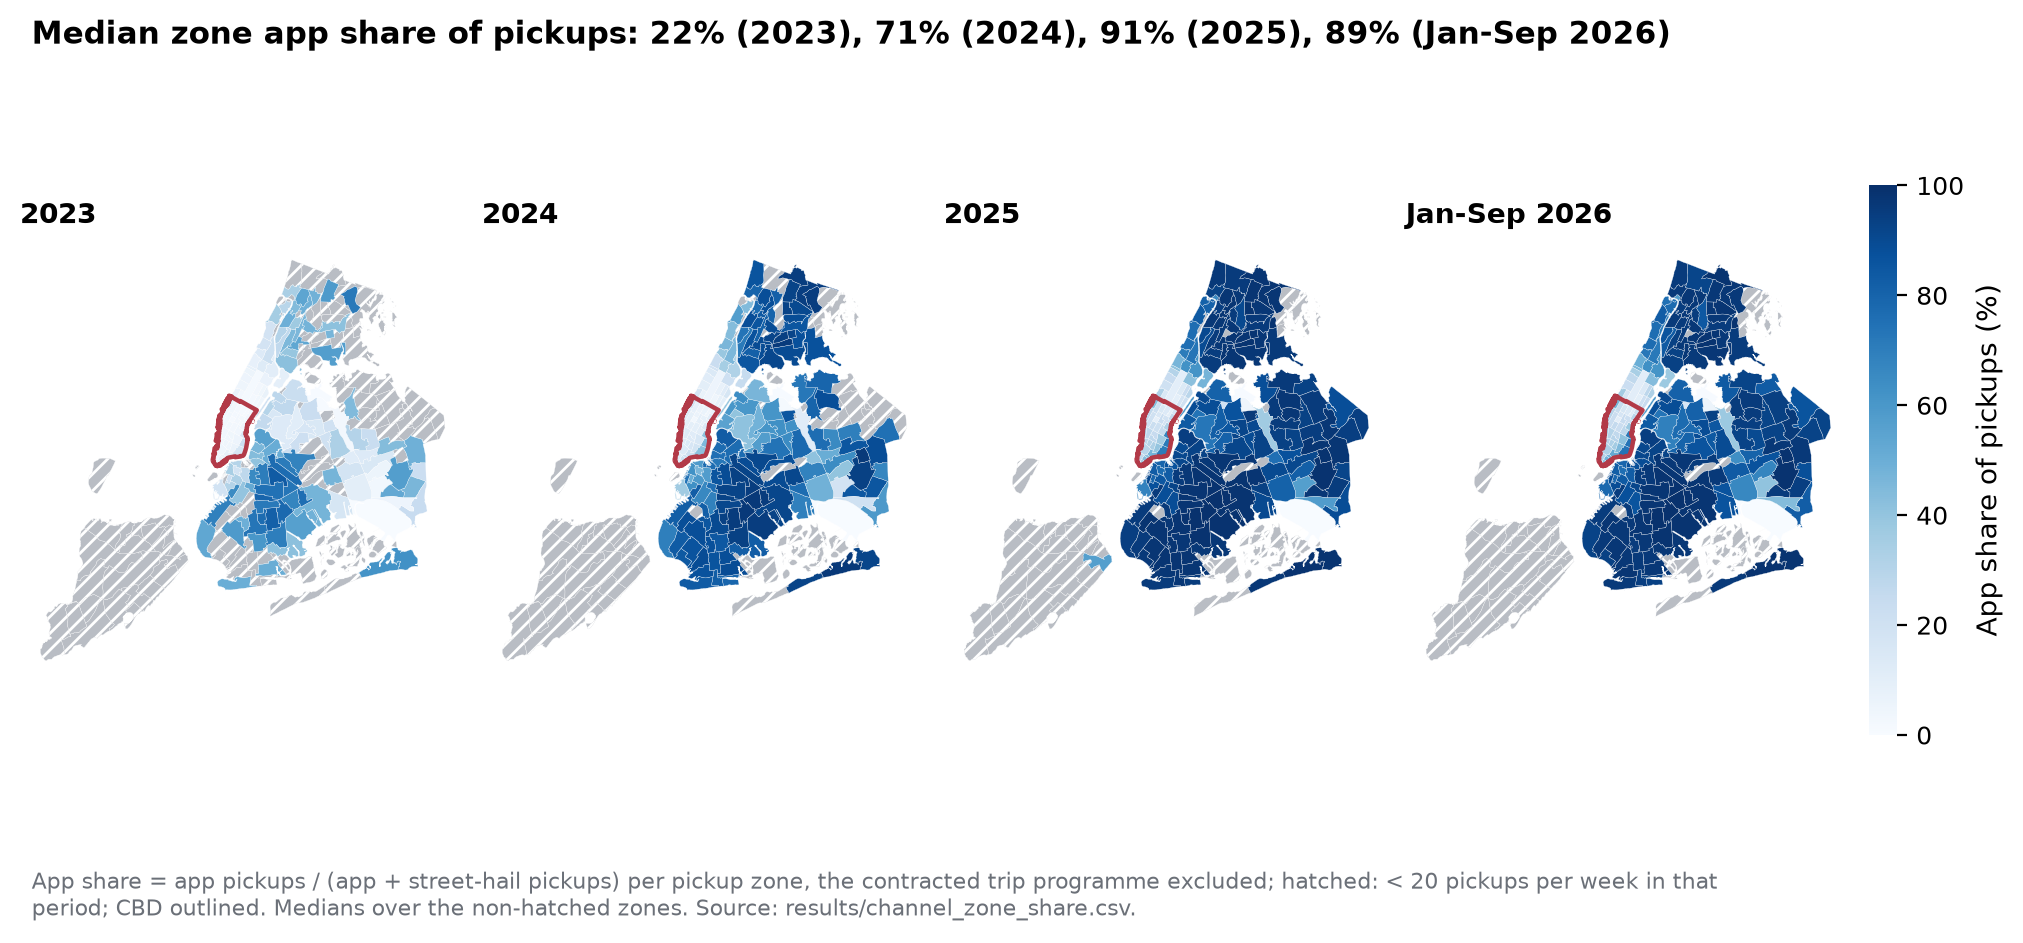 Median zone app share of pickups: 22% (2023), 71% (2024), 91% (2025), 89% (Jan-Sep 2026)
2023
2024
2025
Jan-Sep 2026
100
80
60
40
20
0
App share of pickups (%)
App share = app pickups / (app + street-hail pickups) per pickup zone, the contracted trip programme excluded; hatched: < 20 pickups per week in that
period; CBD outlined. Medians over the non-hatched zones. Source: results/channel_zone_share.csv.